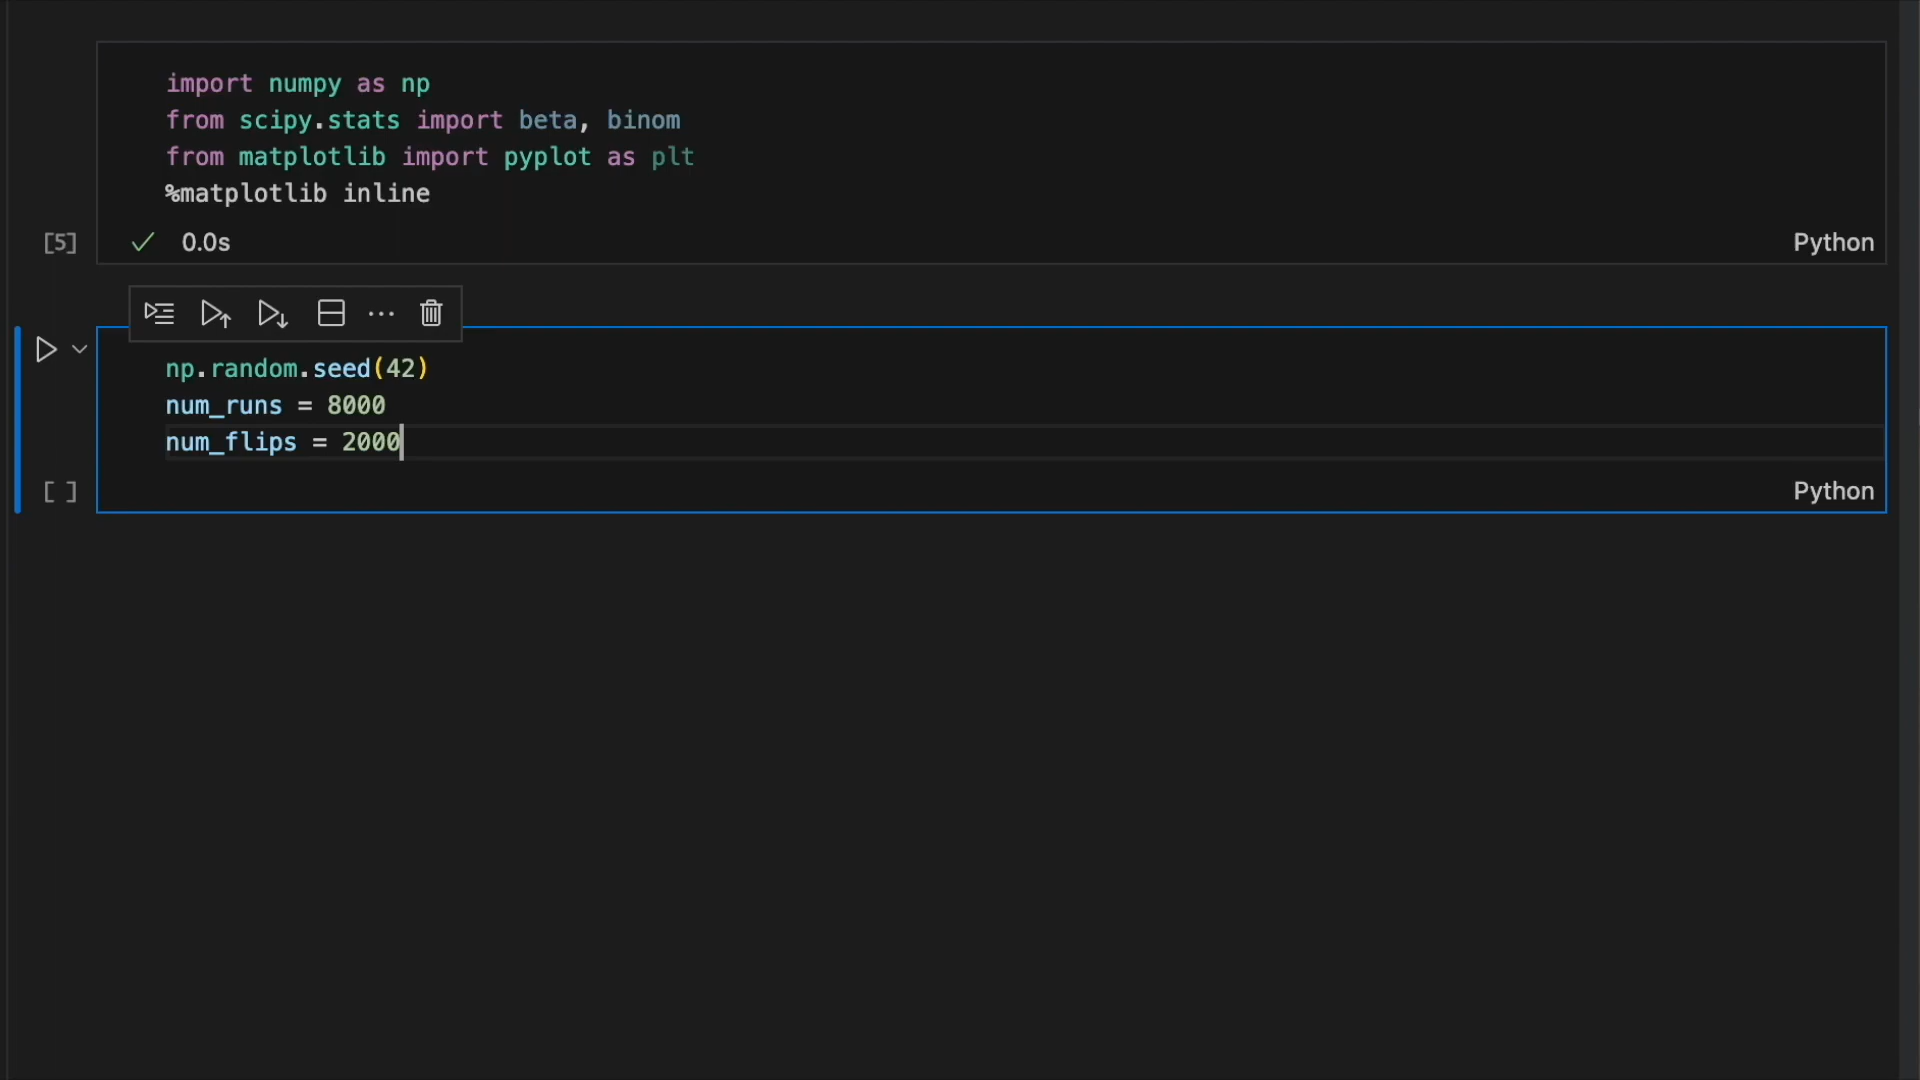 import numpy as np
from scipy.stats import beta, binom
from matplotlib import pyplot as plt
%matplotlib inline
[5] 0.0s Python
np.random.seed(42)
num_runs = 8000
num_flips = 2000
[ ] Python